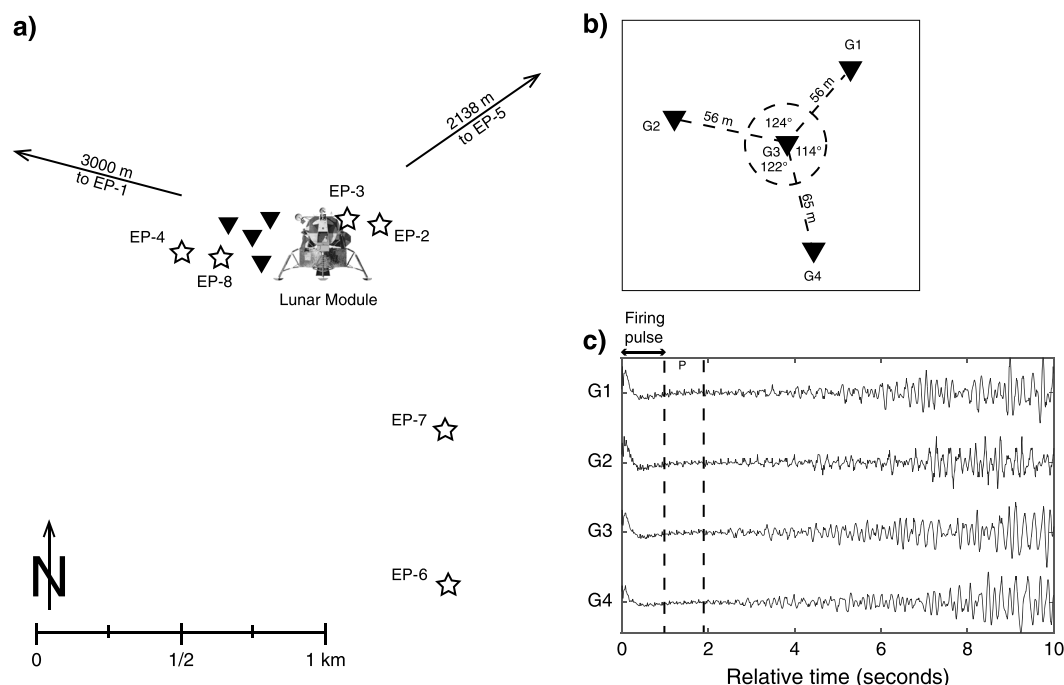 a)
3000 m
to EP-1
2138 m
to EP-5
EP-3
EP-2
EP-4
EP-8
Lunar Module
EP-7
EP-6
N
0
1/2
1 km
b)
G1
56 m
G2
56 m
124°
G3
114°
122°
65 m
G4
c)
Firing
pulse
P
G1
G2
G3
G4
0
2
4
6
8
10
Relative time (seconds)